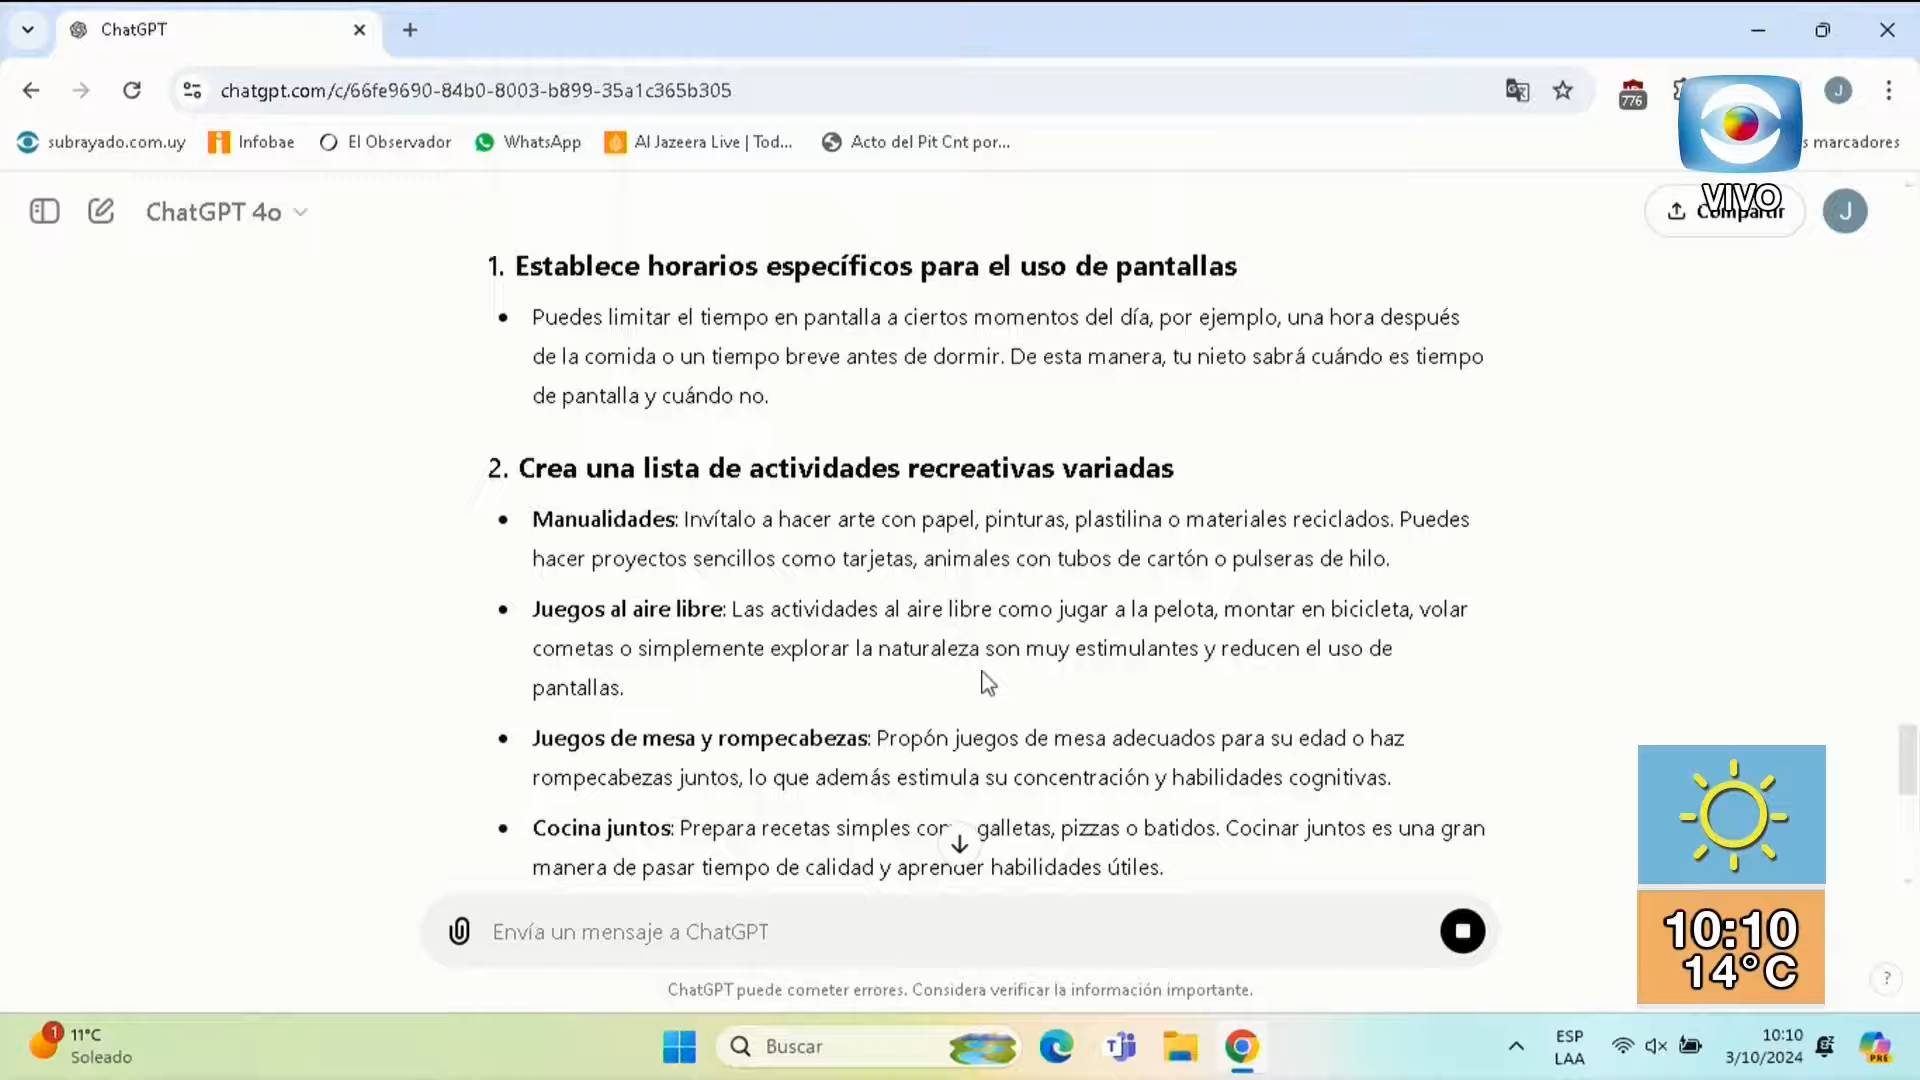 ChatGPT
chatgpt.com/c/66fe9690-84b0-8003-b899-35a1c365b305
776
J
subrayado.com.uy
Infobae
El Observador
WhatsApp
Al Jazeera Live | Tod...
Acto del Pit Cnt por...
s marcadores
ChatGPT 4o
VIVO
Compartir
J
1. Establece horarios específicos para el uso de pantallas
Puedes limitar el tiempo en pantalla a ciertos momentos del día, por ejemplo, una hora después
de la comida o un tiempo breve antes de dormir. De esta manera, tu nieto sabrá cuándo es tiempo
de pantalla y cuándo no.
2. Crea una lista de actividades recreativas variadas
Manualidades: Invítalo a hacer arte con papel, pinturas, plastilina o materiales reciclados. Puedes
hacer proyectos sencillos como tarjetas, animales con tubos de cartón o pulseras de hilo.
Juegos al aire libre: Las actividades al aire libre como jugar a la pelota, montar en bicicleta, volar
cometas o simplemente explorar la naturaleza son muy estimulantes y reducen el uso de
pantallas.
Juegos de mesa y rompecabezas: Propón juegos de mesa adecuados para su edad o haz
rompecabezas juntos, lo que además estimula su concentración y habilidades cognitivas.
Cocina juntos: Prepara recetas simples como galletas, pizzas o batidos. Cocinar juntos es una gran
manera de pasar tiempo de calidad y aprender habilidades útiles.
Envía un mensaje a ChatGPT
10:10
14°C
ChatGPT puede cometer errores. Considera verificar la información importante.
?
1
11°C
Soleado
Buscar
ESP
LAA
10:10
3/10/2024
PRE